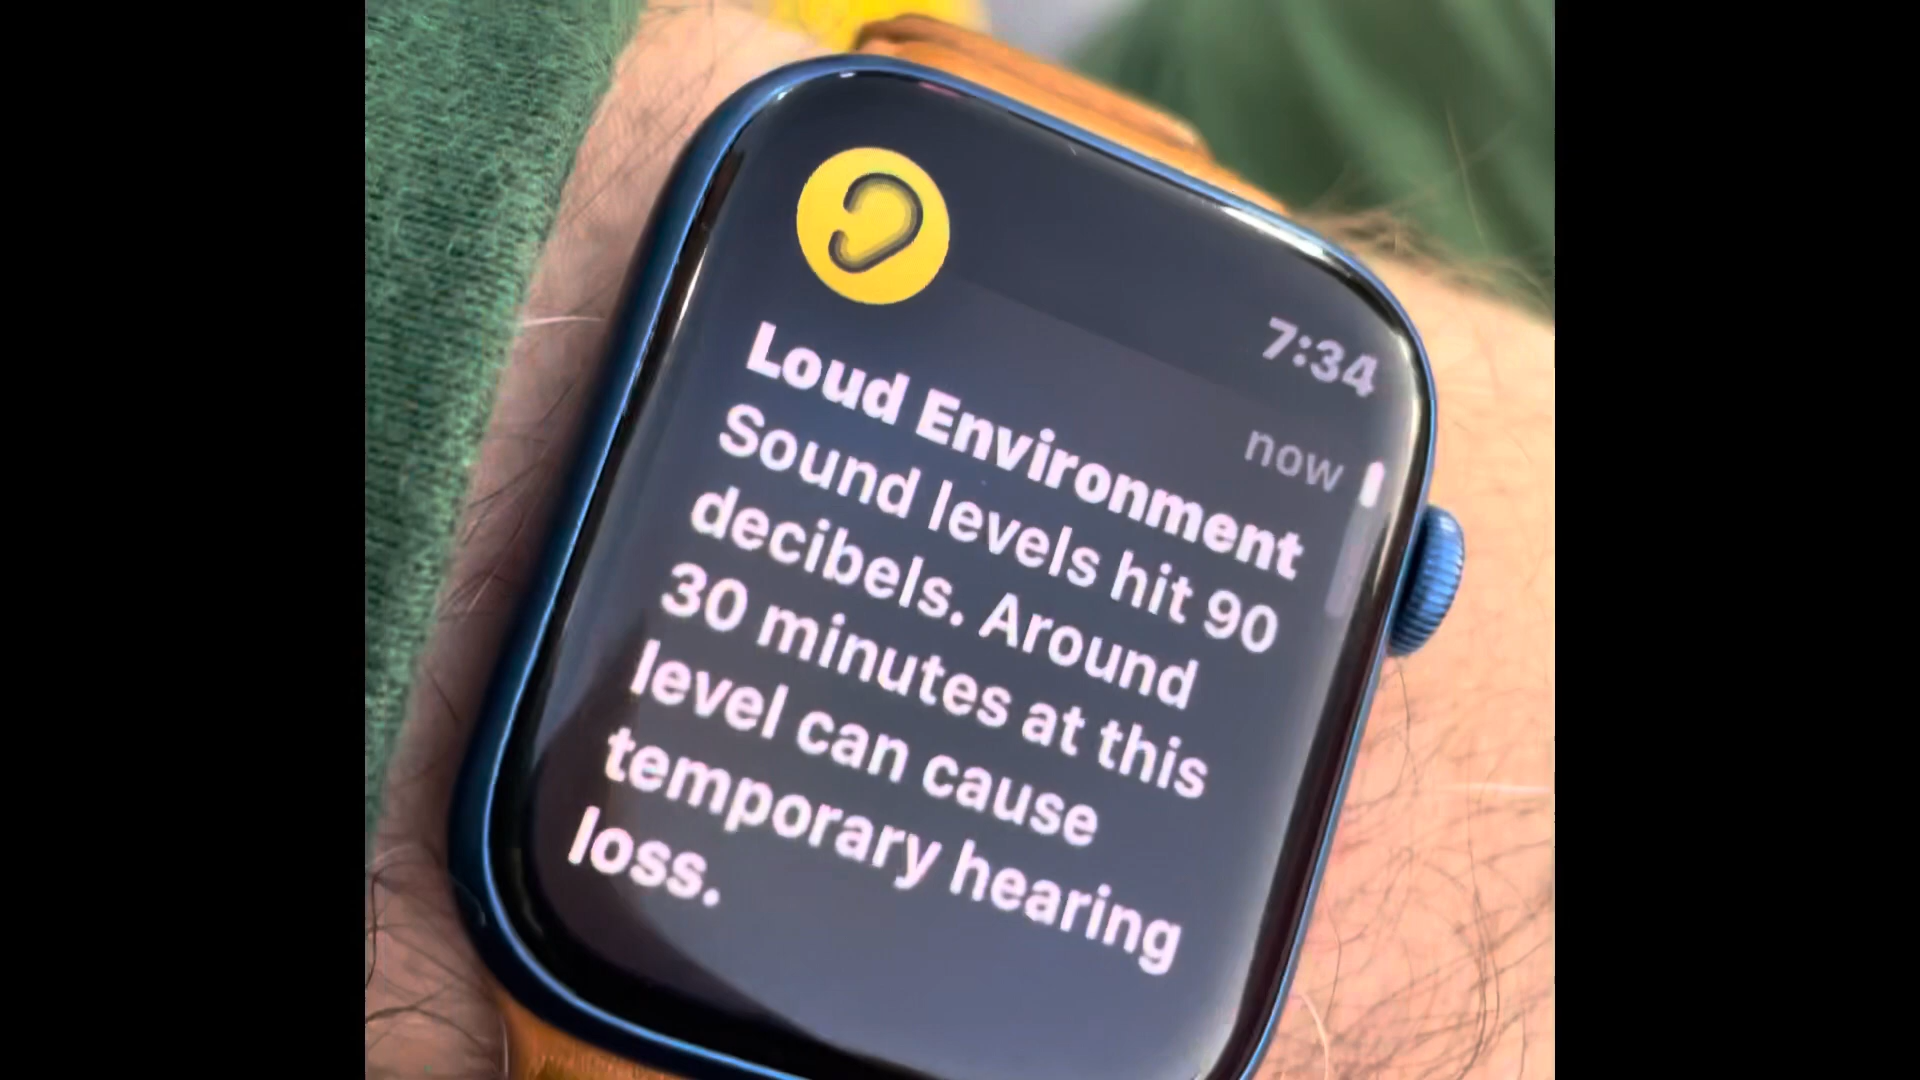 7:34
now
Loud Environment
Sound levels hit 90
decibels. Around
30 minutes at this
level can cause
temporary hearing
loss.